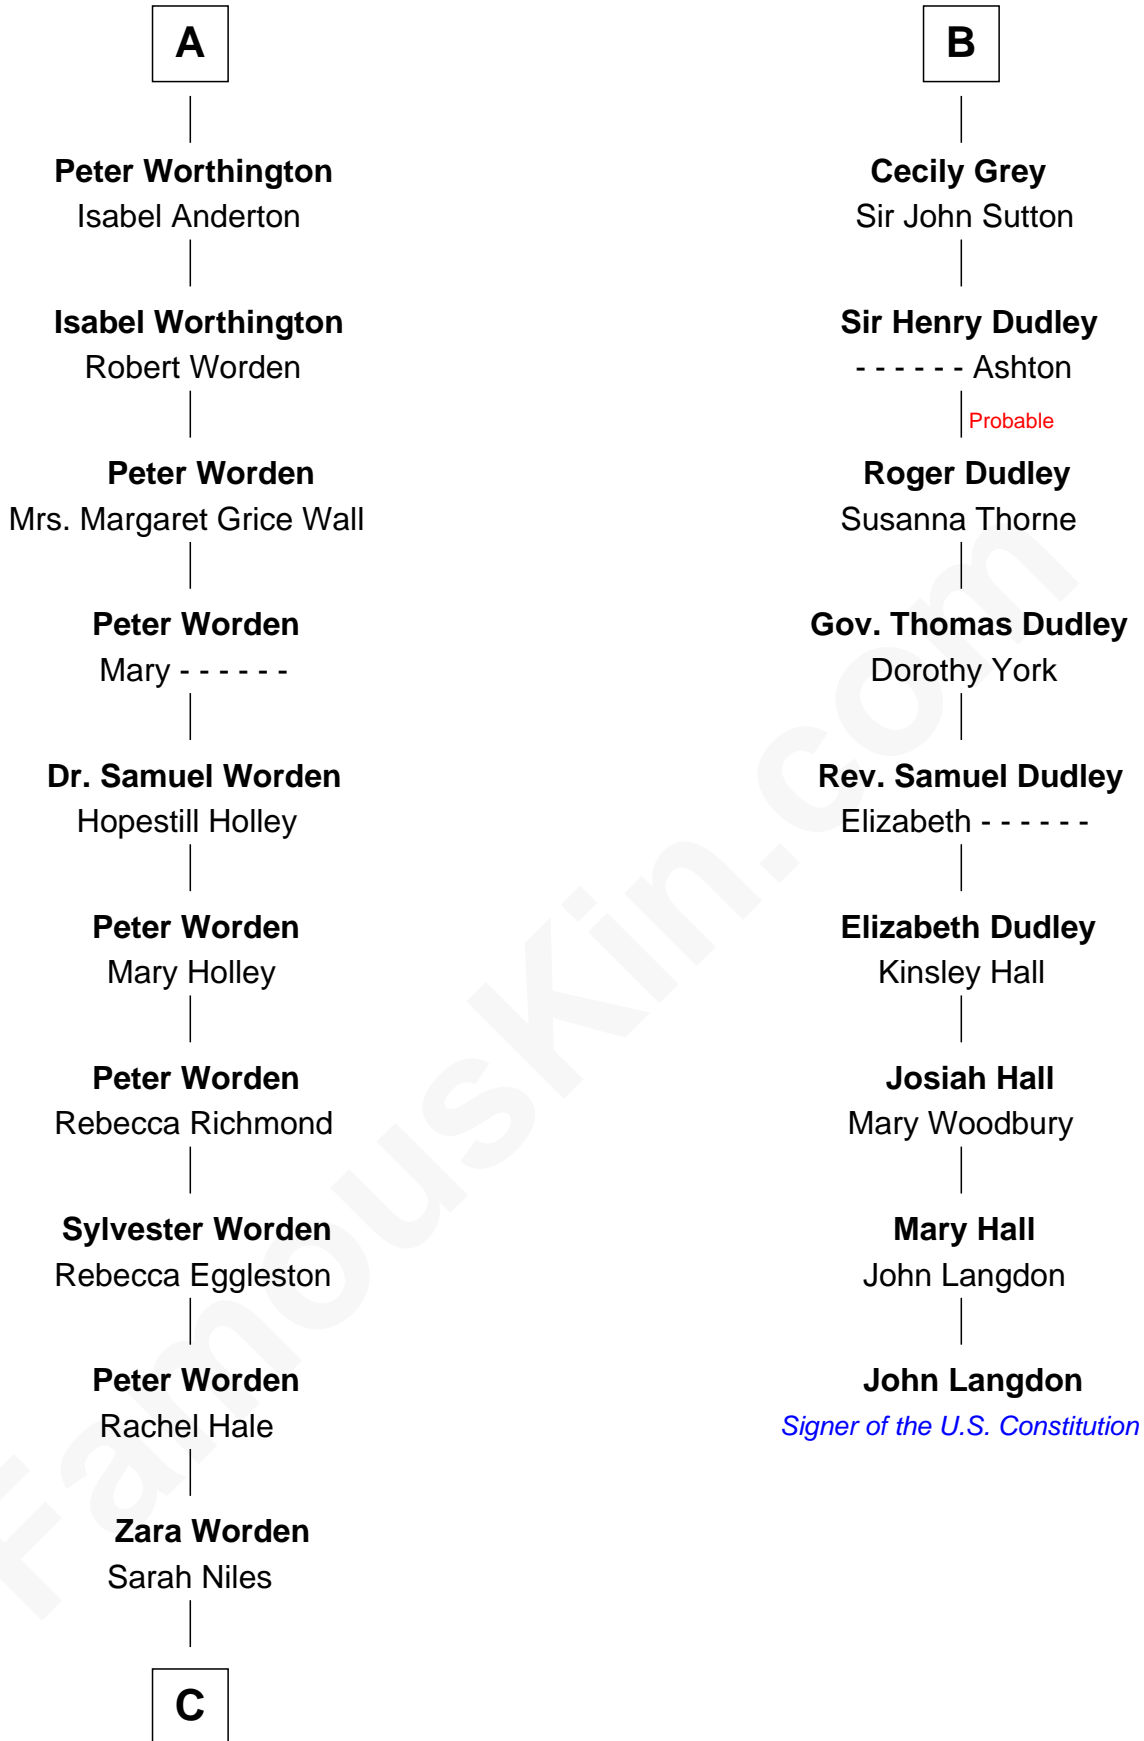 A
Peter Worthington
Isabel Anderton
Isabel Worthington
Robert Worden
Peter Worden
Mrs. Margaret Grice Wall
Peter Worden
Mary - - - - - -
Dr. Samuel Worden
Hopestill Holley
Peter Worden
Mary Holley
Peter Worden
Rebecca Richmond
Sylvester Worden
Rebecca Eggleston
Peter Worden
Rachel Hale
Zara Worden
Sarah Niles
C
B
Cecily Grey
Sir John Sutton
Sir Henry Dudley
- - - - - - Ashton
Probable
Roger Dudley
Susanna Thorne
Gov. Thomas Dudley
Dorothy York
Rev. Samuel Dudley
Elizabeth - - - - - -
Elizabeth Dudley
Kinsley Hall
Josiah Hall
Mary Woodbury
Mary Hall
John Langdon
John Langdon
Signer of the U.S. Constitution
FamousKin.com